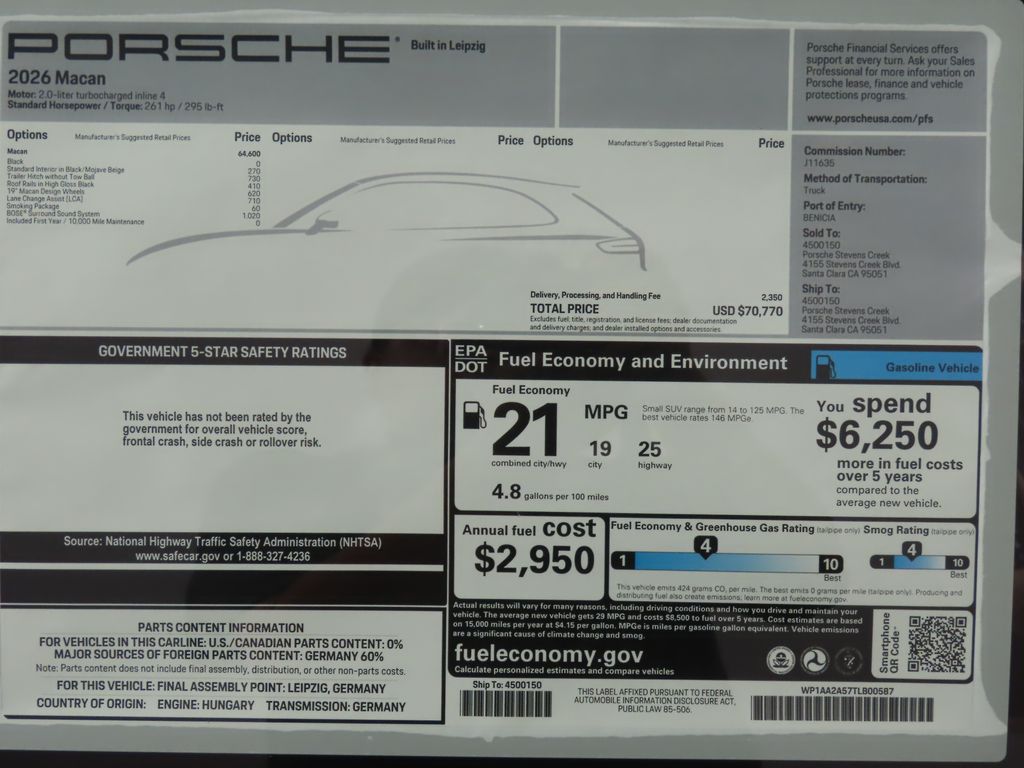 PORSCHE® Built in Leipzig
2026 Macan
Motor: 2.0-liter turbocharged inline 4
Standard Horsepower / Torque: 261 hp / 295 lb-ft
Porsche Financial Services offers
support at every turn. Ask your Sales
Professional for more information on
Porsche lease, finance and vehicle
protections programs.
www.porscheusa.com/pfs
Options Manufacturer's Suggested Retail Prices Price Options Manufacturer's Suggested Retail Prices Price Options Manufacturer's Suggested Retail Prices Price
Macan 64,600
Black 0
Standard Interior in Black/Mojave Beige 270
Trailer Hitch without Tow Ball 730
Roof Rails in High Gloss Black 410
19" Macan Design Wheels 620
Lane Change Assist (LCA) 710
Smoking Package 60
BOSE® Surround Sound System 1,020
Included First Year / 10,000 Mile Maintenance 0
Delivery, Processing, and Handling Fee 2,350
TOTAL PRICE USD $70,770
Excludes fuel, title, registration, and license fees; dealer documentation
and delivery charges; and dealer installed options and accessories.
Commission Number:
J11635
Method of Transportation:
Truck
Port of Entry:
BENICIA
Sold To:
4500150
Porsche Stevens Creek
4155 Stevens Creek Blvd.
Santa Clara CA 95051
Ship To:
4500150
Porsche Stevens Creek
4155 Stevens Creek Blvd.
Santa Clara CA 95051
GOVERNMENT 5-STAR SAFETY RATINGS
This vehicle has not been rated by the
government for overall vehicle score,
frontal crash, side crash or rollover risk.
Source: National Highway Traffic Safety Administration (NHTSA)
www.safecar.gov or 1-888-327-4236
PARTS CONTENT INFORMATION
FOR VEHICLES IN THIS CARLINE: U.S./CANADIAN PARTS CONTENT: 0%
MAJOR SOURCES OF FOREIGN PARTS CONTENT: GERMANY 60%
Note: Parts content does not include final assembly, distribution, or other non-parts costs.
FOR THIS VEHICLE: FINAL ASSEMBLY POINT: LEIPZIG, GERMANY
COUNTRY OF ORIGIN: ENGINE: HUNGARY TRANSMISSION: GERMANY
EPA
DOT
Fuel Economy and Environment
Gasoline Vehicle
Fuel Economy
21 MPG
Small SUV range from 14 to 125 MPG. The
best vehicle rates 146 MPGe.
19 25
combined city/hwy city highway
4.8 gallons per 100 miles
You spend
$6,250
more in fuel costs
over 5 years
compared to the
average new vehicle.
Annual fuel cost
$2,950
Fuel Economy & Greenhouse Gas Rating (tailpipe only) Smog Rating (tailpipe only)
4 4
1 10 1 10
Best Best
This vehicle emits 424 grams CO₂ per mile. The best emits 0 grams per mile (tailpipe only). Producing and
distributing fuel also create emissions; learn more at fueleconomy.gov.
Actual results will vary for many reasons, including driving conditions and how you drive and maintain your
vehicle. The average new vehicle gets 29 MPG and costs $8,500 to fuel over 5 years. Cost estimates are based
on 15,000 miles per year at $4.15 per gallon. MPGe is miles per gasoline gallon equivalent. Vehicle emissions
are a significant cause of climate change and smog.
fueleconomy.gov
Calculate personalized estimates and compare vehicles
Smartphone
QR Code™
Ship To: 4500150
THIS LABEL AFFIXED PURSUANT TO FEDERAL
AUTOMOBILE INFORMATION DISCLOSURE ACT,
PUBLIC LAW 85-506.
WP1AA2A57TLB00587